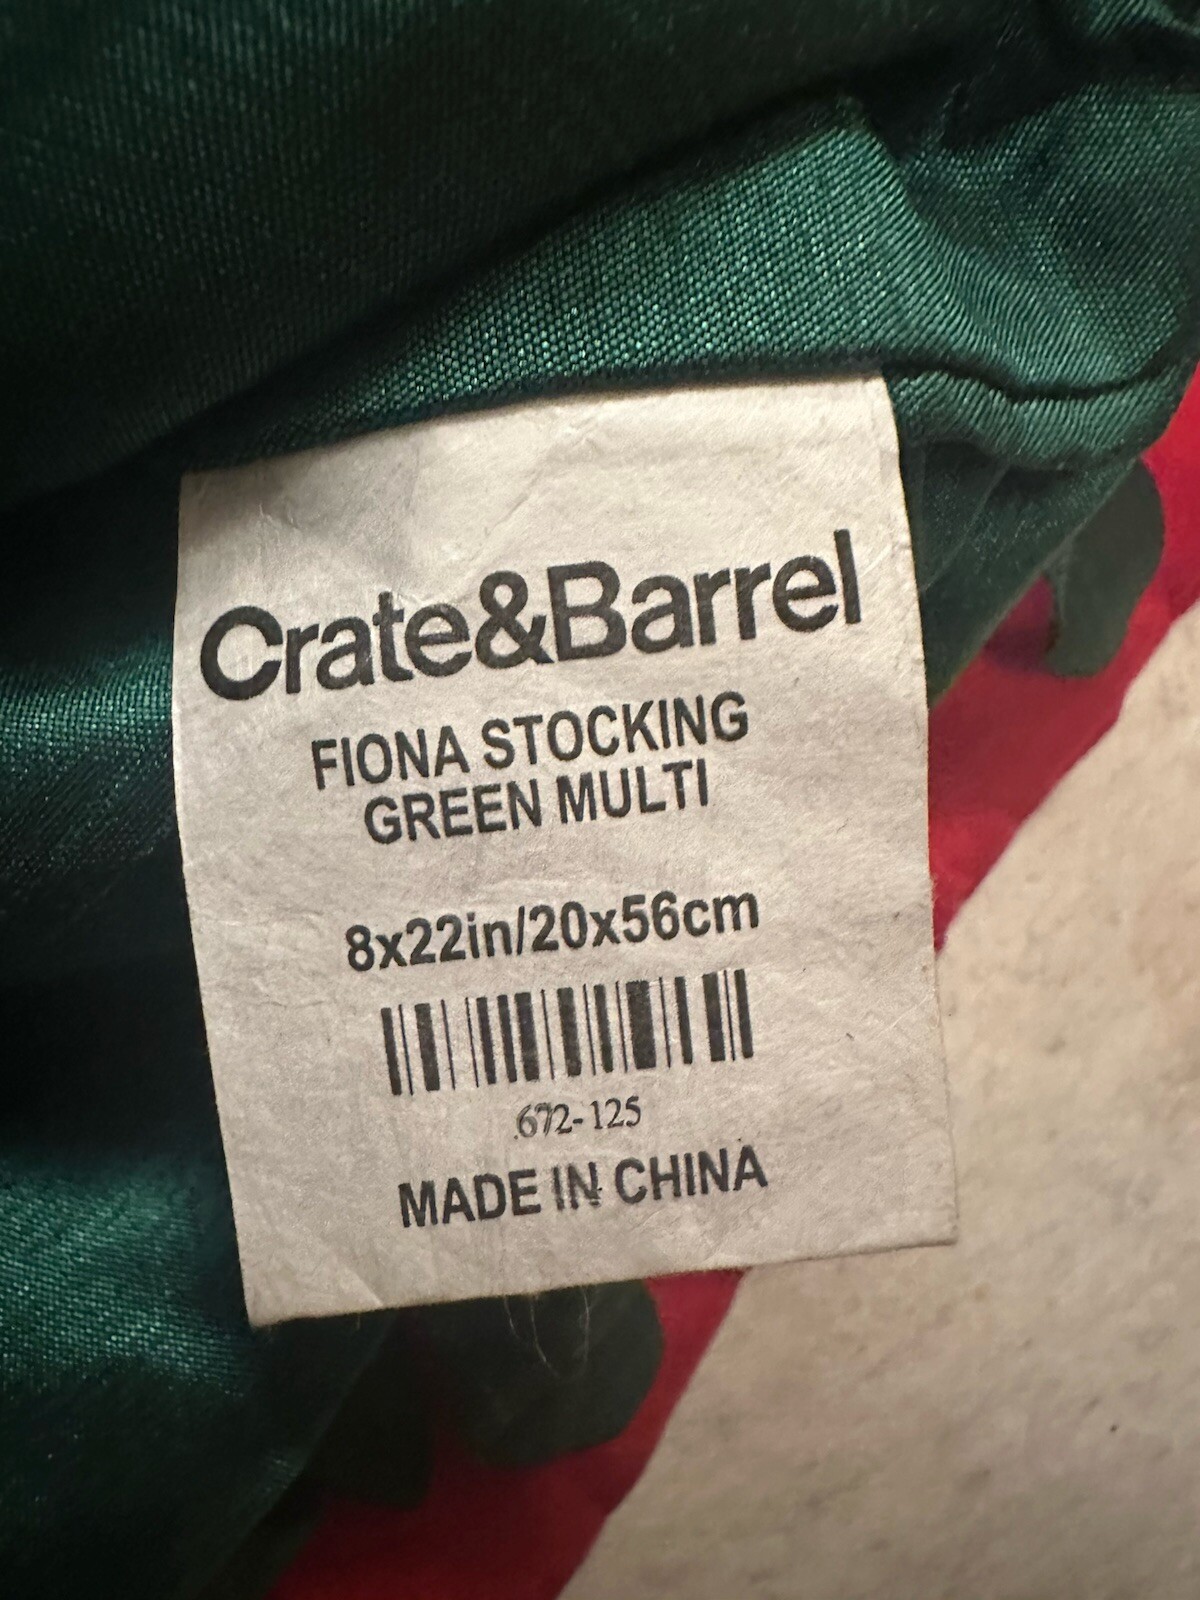 Crate&Barrel
FIONA STOCKING
GREEN MULTI
8x22in/20x56cm
672-125
MADE IN CHINA